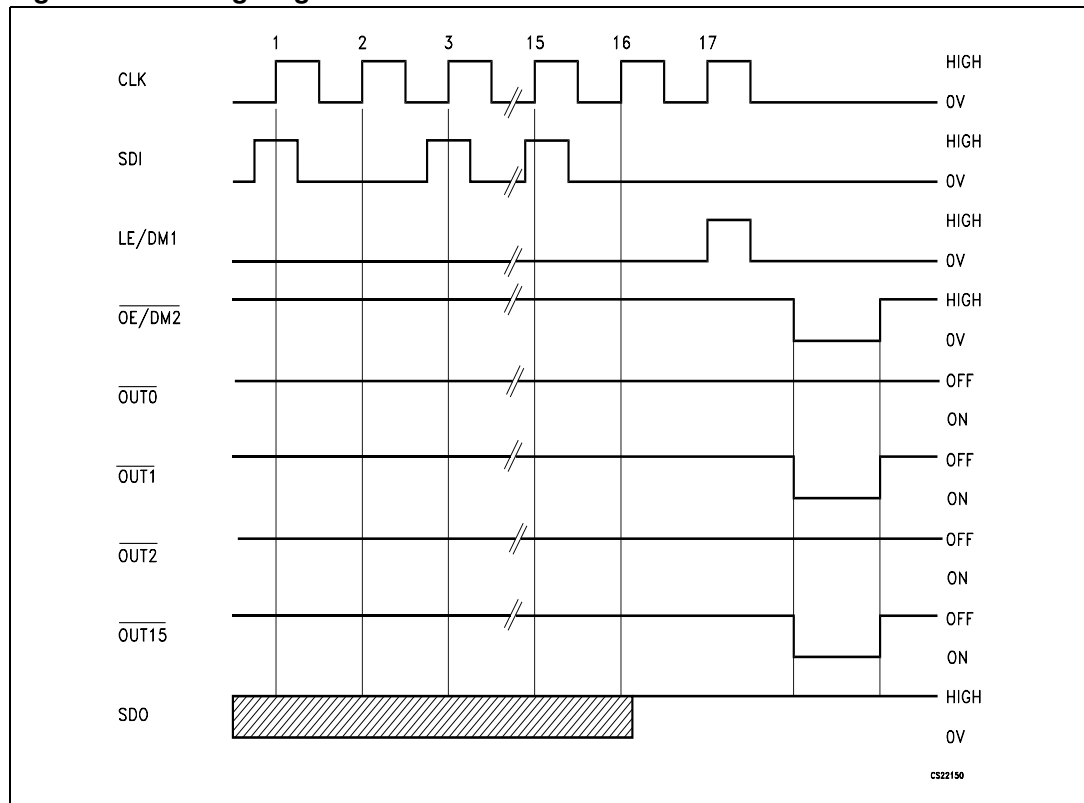 1 2 3 15 16 17
CLK
HIGH
0V
SDI
HIGH
0V
LE/DM1
HIGH
0V
OE/DM2
HIGH
0V
OUT0
OFF
ON
OUT1
OFF
ON
OUT2
OFF
ON
OUT15
OFF
ON
SDO
HIGH
0V
CS22150